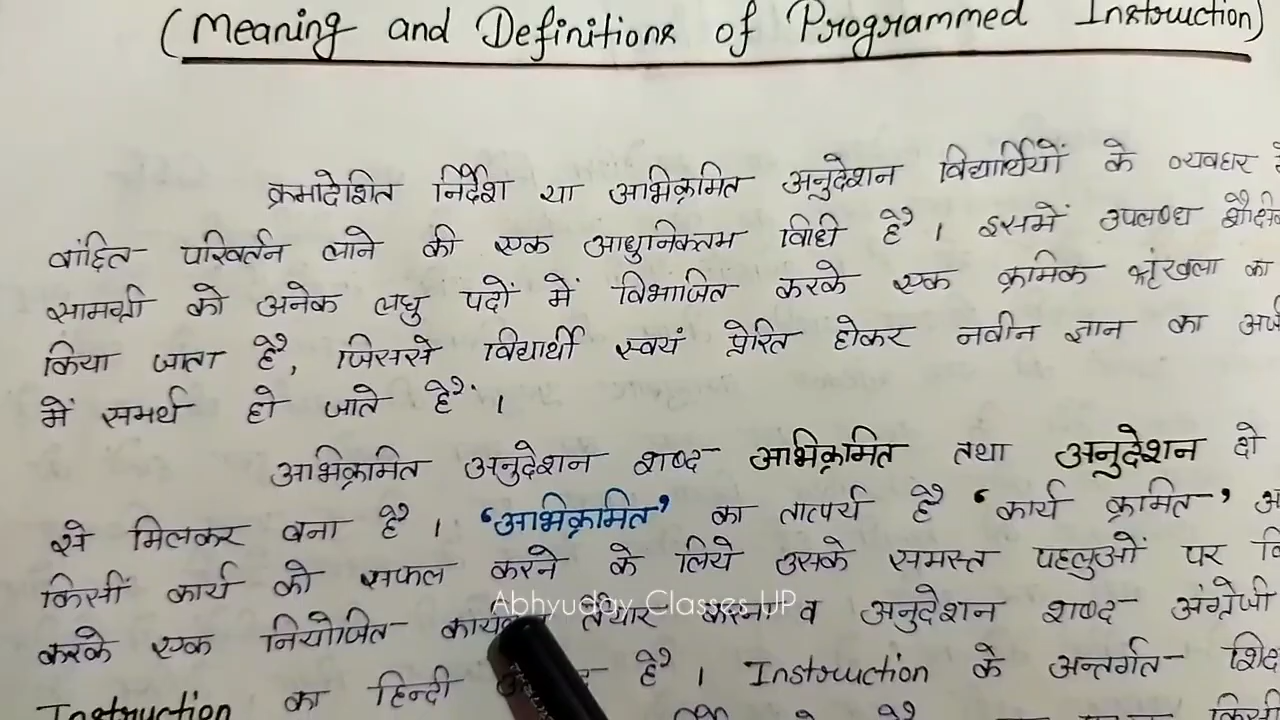 (Meaning and Definitions of Programmed Instruction)
क्रमादेशित निर्देश या अभिक्रमित अनुदेशन विद्यार्थियों के व्यवहार
वांछित परिवर्तन लाने की एक आधुनिकतम विधि है । इसमें उपलब्ध
सामग्री को अनेक लघु पदों में विभाजित करके एक क्रमिक श्रृंखला का
किया जाता है, जिससे विद्यार्थी स्वयं प्रेरित होकर नवीन ज्ञान का
में समर्थ हो जाते हैं ।
अभिक्रमित अनुदेशन शब्द अभिक्रमित तथा अनुदेशन दो
से मिलकर बना है । 'अभिक्रमित' का तात्पर्य है 'कार्य क्रमित'
किसी कार्य को सफल करने के लिये उसके समस्त पहलुओं पर
Abhyuday Classes UP
करके एक नियोजित तैयार करना व अनुदेशन शब्द अंग्रेजी
Instruction का हिन्दी है । Instruction के अन्तर्गत